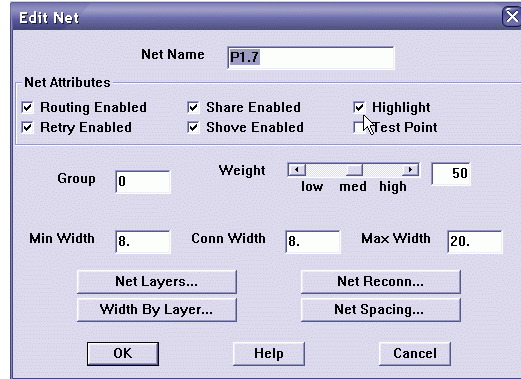 Edit Net
Net Name P1.7
Net Attributes
Routing Enabled Share Enabled Highlight
Retry Enabled Shove Enabled Test Point
Group 0 Weight 50
low med high
Min Width 8. Conn Width 8. Max Width 20.
Net Layers... Net Reconn...
Width By Layer... Net Spacing...
OK Help Cancel